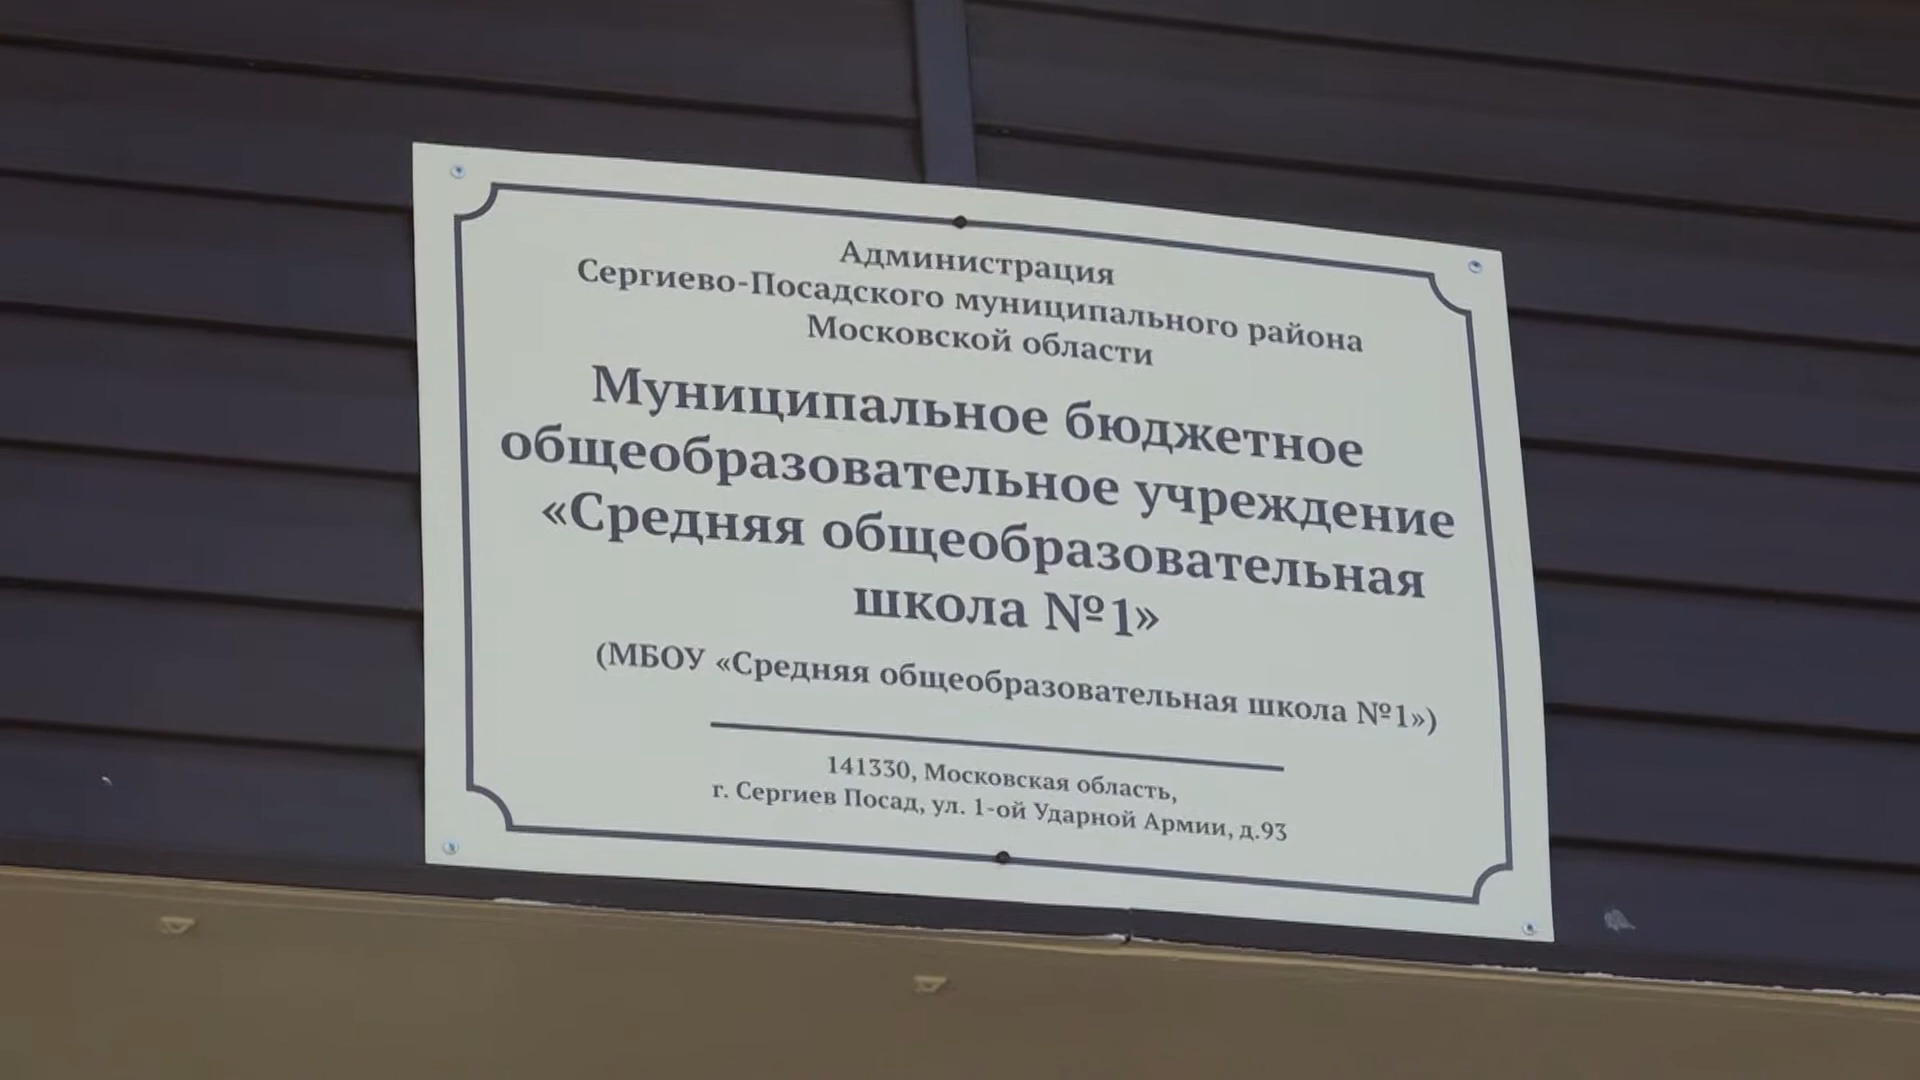 Администрация
Сергиево-Посадского муниципального района
Московской области
Муниципальное бюджетное
общеобразовательное учреждение
«Средняя общеобразовательная
школа №1»
(МБОУ «Средняя общеобразовательная школа №1»)
141330, Московская область,
г. Сергиев Посад, ул. 1-ой Ударной Армии, д.93